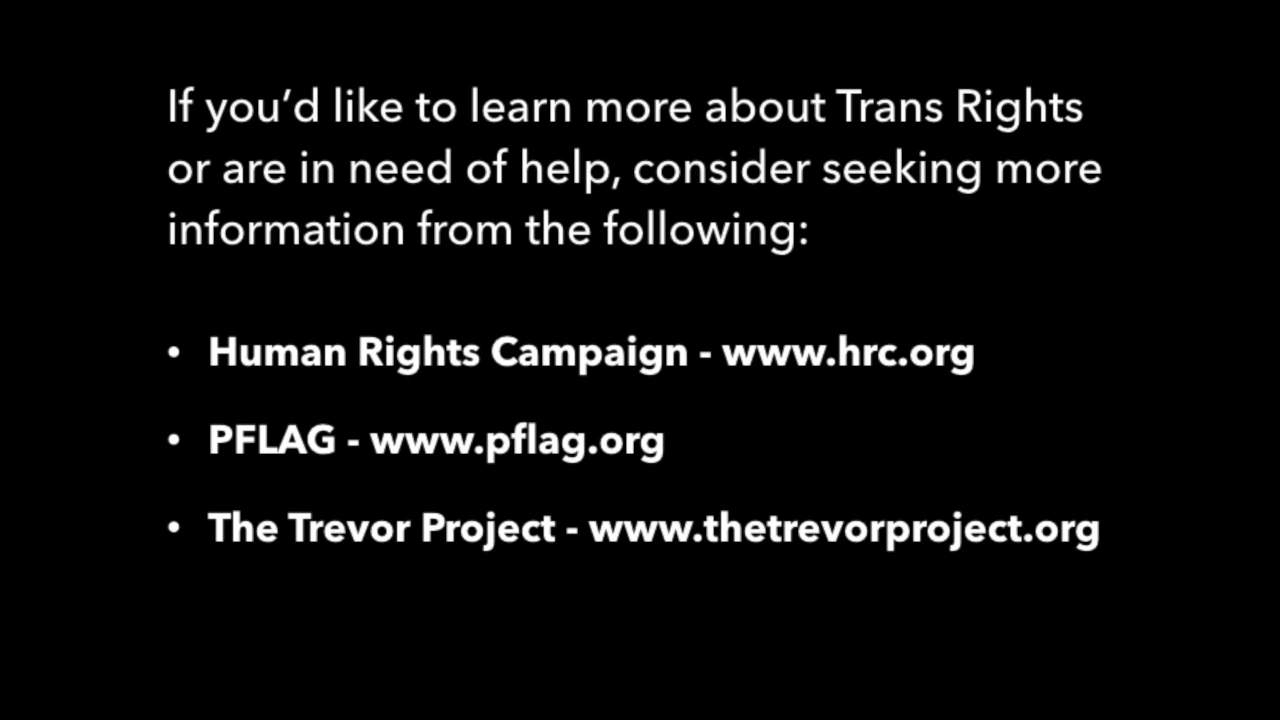 If you’d like to learn more about Trans Rights
or are in need of help, consider seeking more
information from the following:
• Human Rights Campaign - www.hrc.org
• PFLAG - www.pflag.org
• The Trevor Project - www.thetrevorproject.org